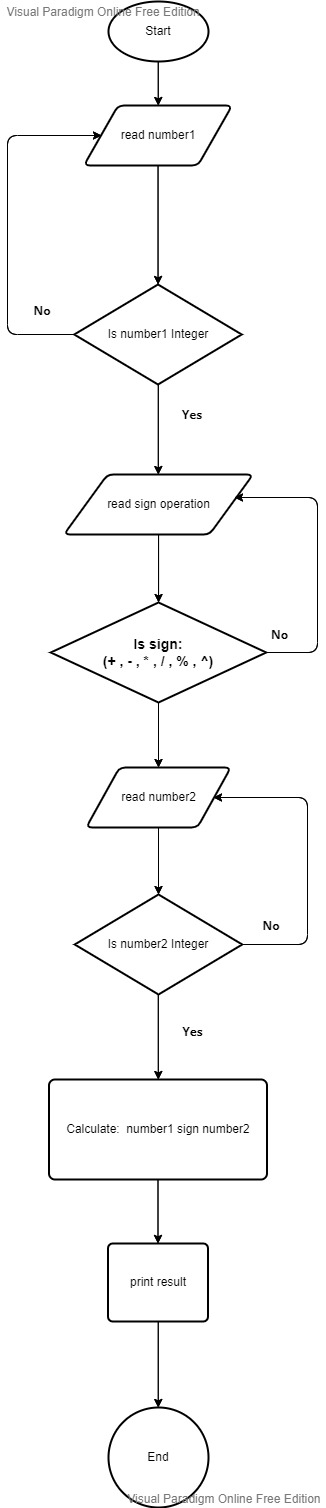 Visual Paradigm Online Free Edition
Start
read number1
No
Is number1 Integer
Yes
read sign operation
No
Is sign:
(+ , - , * , / , % , ^)
read number2
No
Is number2 Integer
Yes
Calculate: number1 sign number2
print result
End
Visual Paradigm Online Free Edition